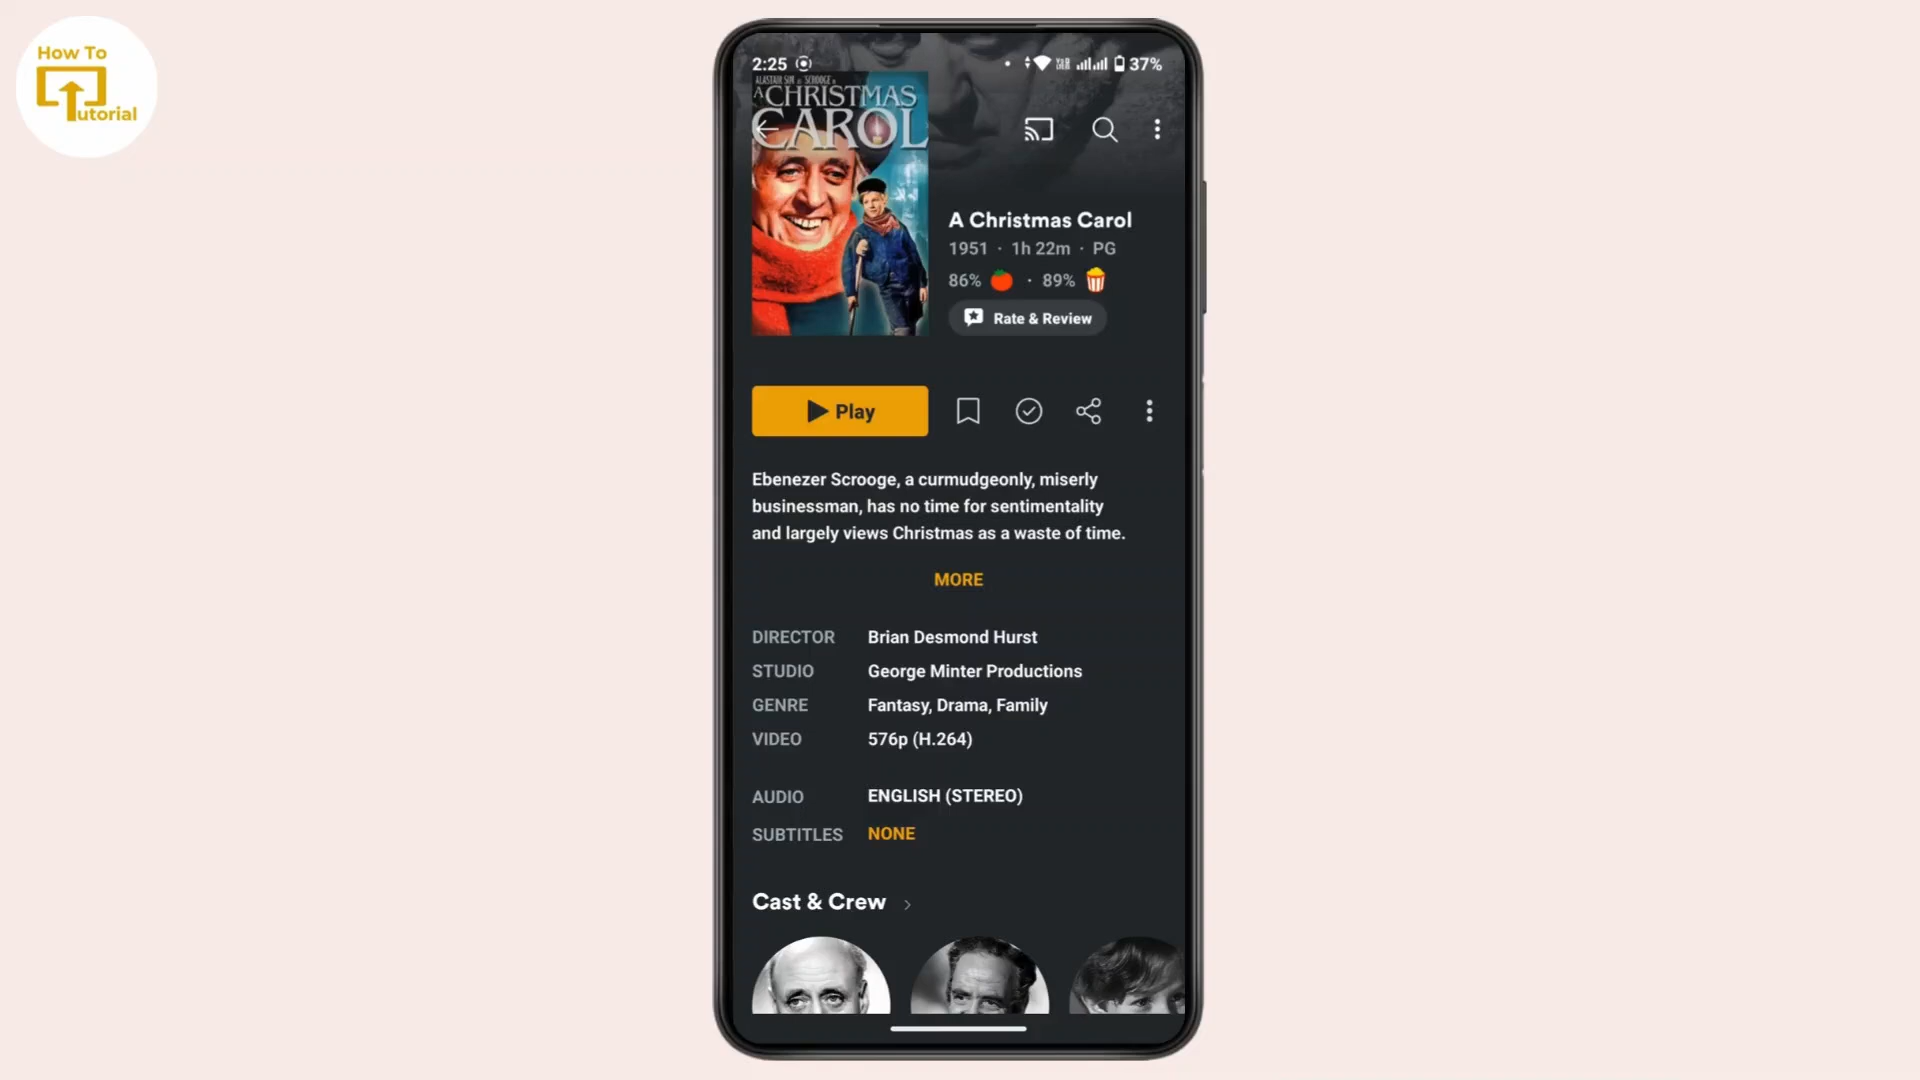 How To
Tutorial
2:25
37%
ALASTAIR SIM as SCROOGE in
A CHRISTMAS
CAROL
A Christmas Carol
1951 · 1h 22m · PG
86% · 89%
Rate & Review
Play
Ebenezer Scrooge, a curmudgeonly, miserly
businessman, has no time for sentimentality
and largely views Christmas as a waste of time.
MORE
DIRECTOR Brian Desmond Hurst
STUDIO George Minter Productions
GENRE Fantasy, Drama, Family
VIDEO 576p (H.264)
AUDIO ENGLISH (STEREO)
SUBTITLES NONE
Cast & Crew